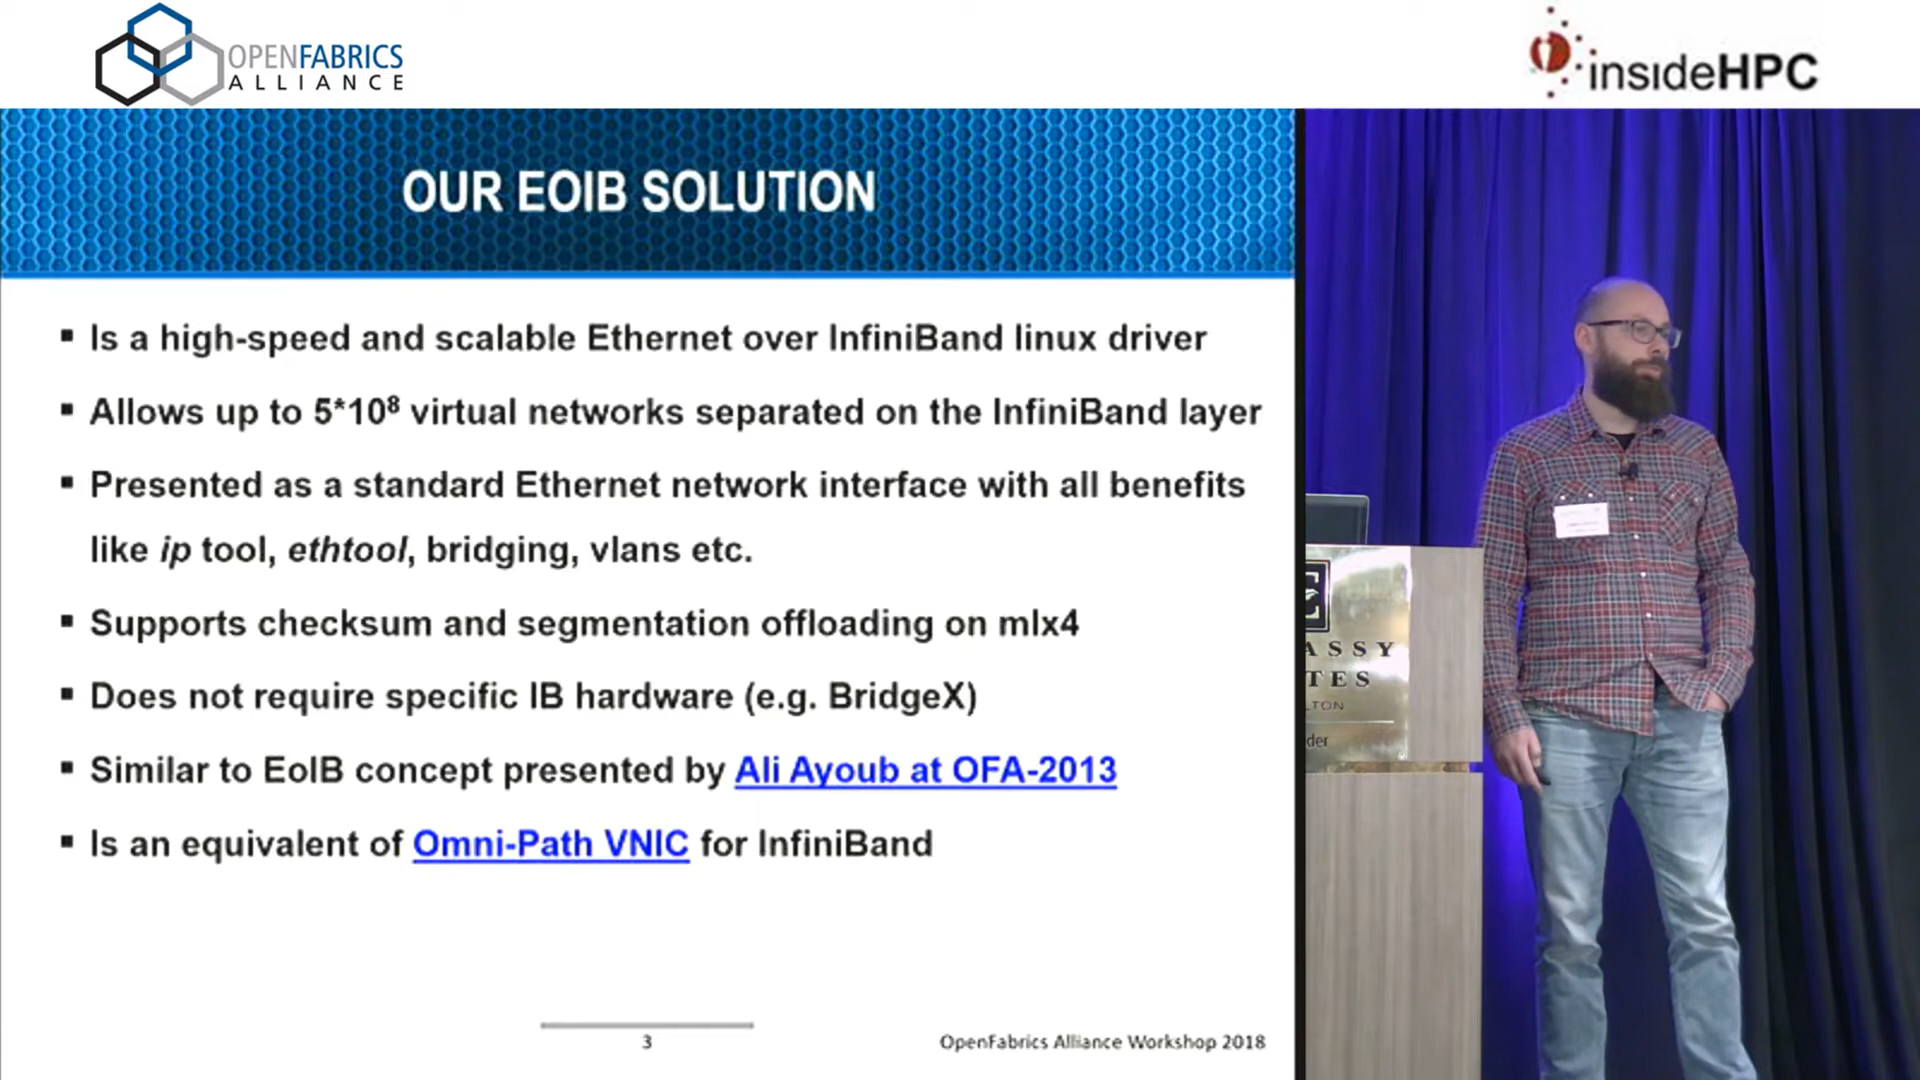 OPENFABRICS
ALLIANCE
insideHPC
OUR EOIB SOLUTION
▪ Is a high-speed and scalable Ethernet over InfiniBand linux driver
▪ Allows up to 5*10⁸ virtual networks separated on the InfiniBand layer
▪ Presented as a standard Ethernet network interface with all benefits
like ip tool, ethtool, bridging, vlans etc.
▪ Supports checksum and segmentation offloading on mlx4
▪ Does not require specific IB hardware (e.g. BridgeX)
▪ Similar to EoIB concept presented by Ali Ayoub at OFA-2013
▪ Is an equivalent of Omni-Path VNIC for InfiniBand
3
OpenFabrics Alliance Workshop 2018
E
ASSY
TES
LTON
der